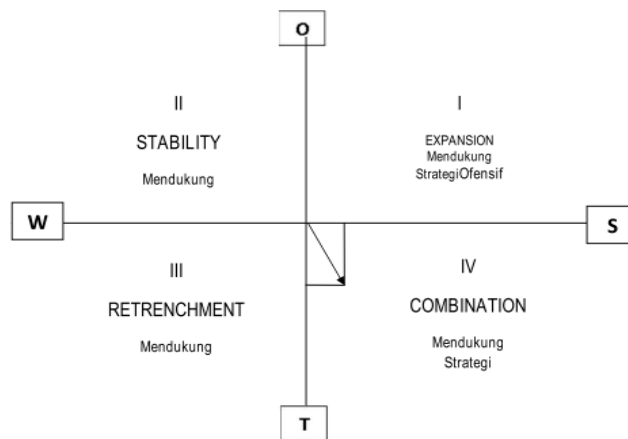 O
II
STABILITY
Mendukung
I
EXPANSION
Mendukung
StrategiOfensif
W
S
III
RETRENCHMENT
Mendukung
IV
COMBINATION
Mendukung
Strategi
T